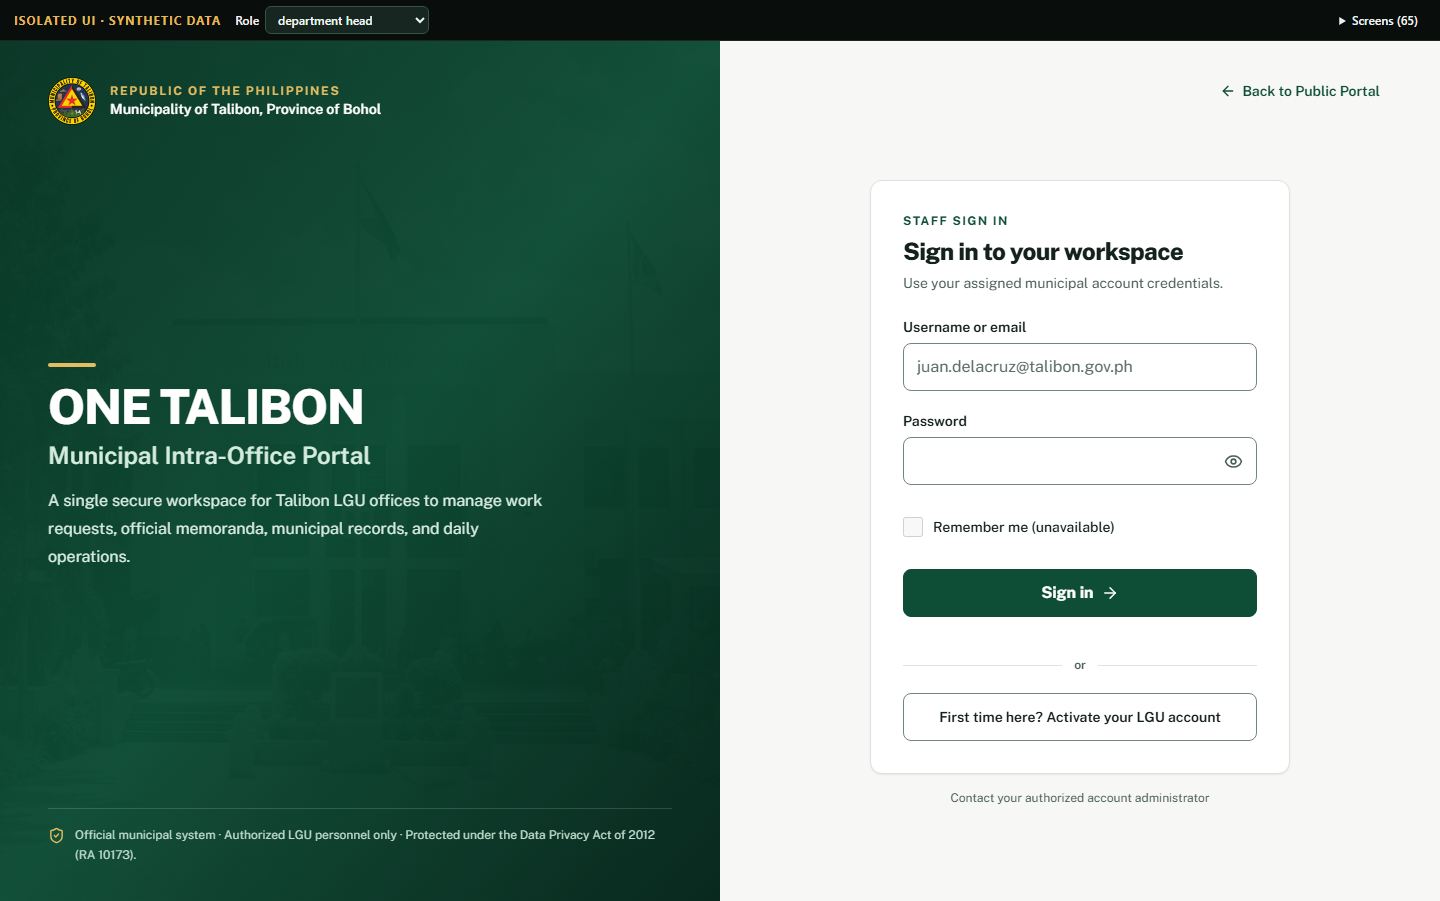 ISOLATED UI · SYNTHETIC DATA
Role
department head
▶ Screens (65)
REPUBLIC OF THE PHILIPPINES
Municipality of Talibon, Province of Bohol
ONE TALIBON
Municipal Intra-Office Portal
A single secure workspace for Talibon LGU offices to manage work
requests, official memoranda, municipal records, and daily
operations.
Official municipal system · Authorized LGU personnel only · Protected under the Data Privacy Act of 2012
(RA 10173).
← Back to Public Portal
STAFF SIGN IN
Sign in to your workspace
Use your assigned municipal account credentials.
Username or email
juan.delacruz@talibon.gov.ph
Password
Remember me (unavailable)
Sign in →
or
First time here? Activate your LGU account
Contact your authorized account administrator